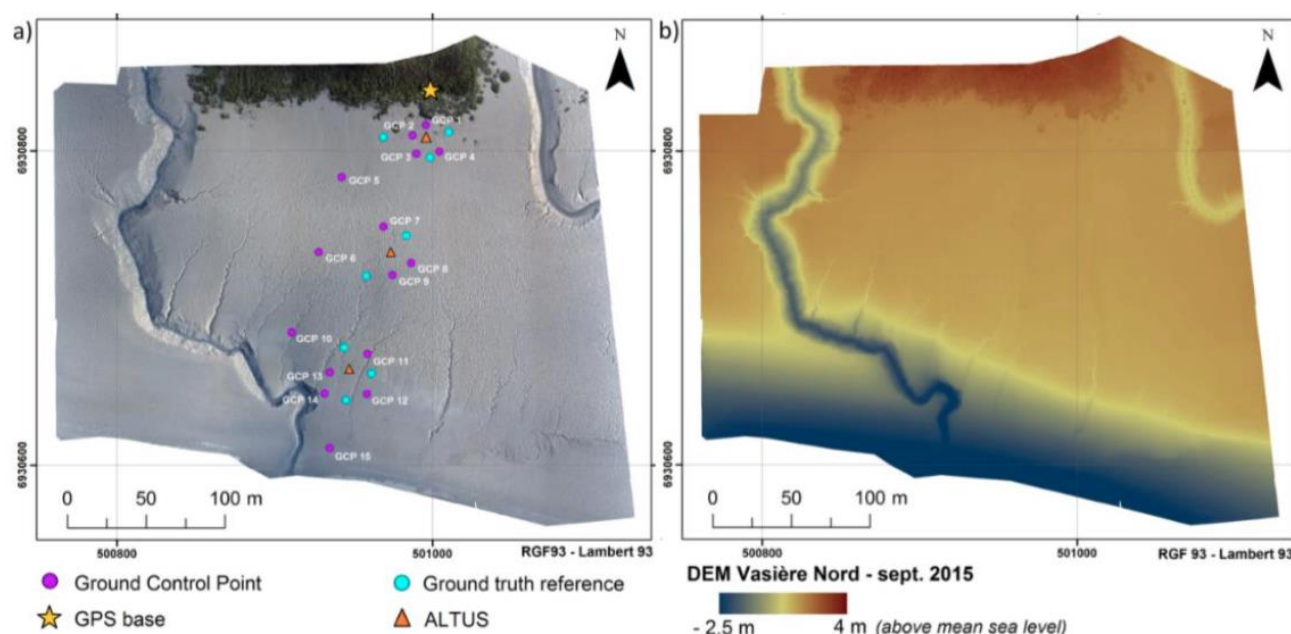 a)
N
GCP 1
GCP 2
GCP 3
GCP 4
GCP 5
GCP 7
GCP 6
GCP 8
GCP 9
GCP 10
GCP 11
GCP 13
GCP 14
GCP 12
GCP 15
6930800
6930600
0 50 100 m
500800
501000
RGF93 - Lambert 93
Ground Control Point
Ground truth reference
GPS base
ALTUS
b)
N
6930800
6930600
0 50 100 m
500800
501000
RGF 93 - Lambert 93
DEM Vasière Nord - sept. 2015
- 2.5 m
4 m (above mean sea level)